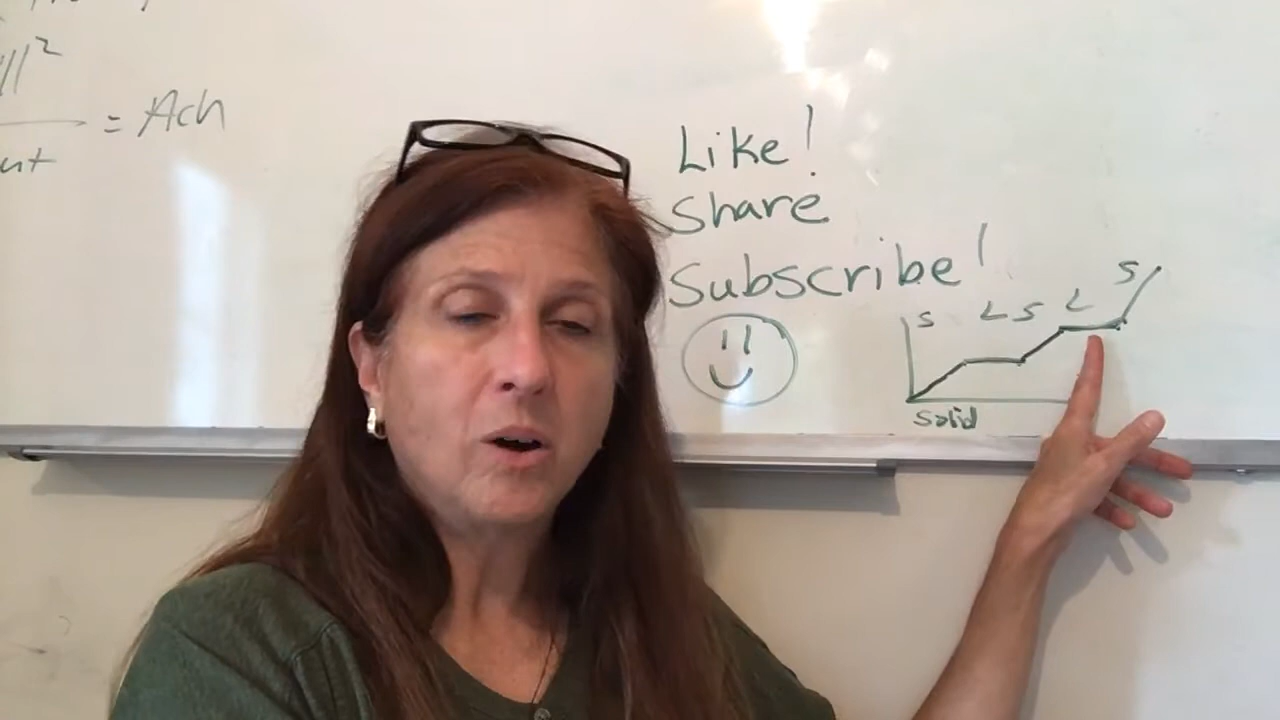 = Ach
Like!
Share
Subscribe!
S L S L S
Solid